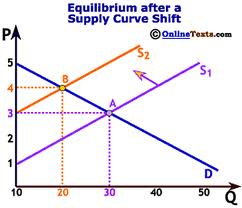 Equilibrium after a
Supply Curve Shift
©OnlineTexts.com
P
S2
S1
5
B
4
A
3
2
1
D
10 20 30 40 50 Q